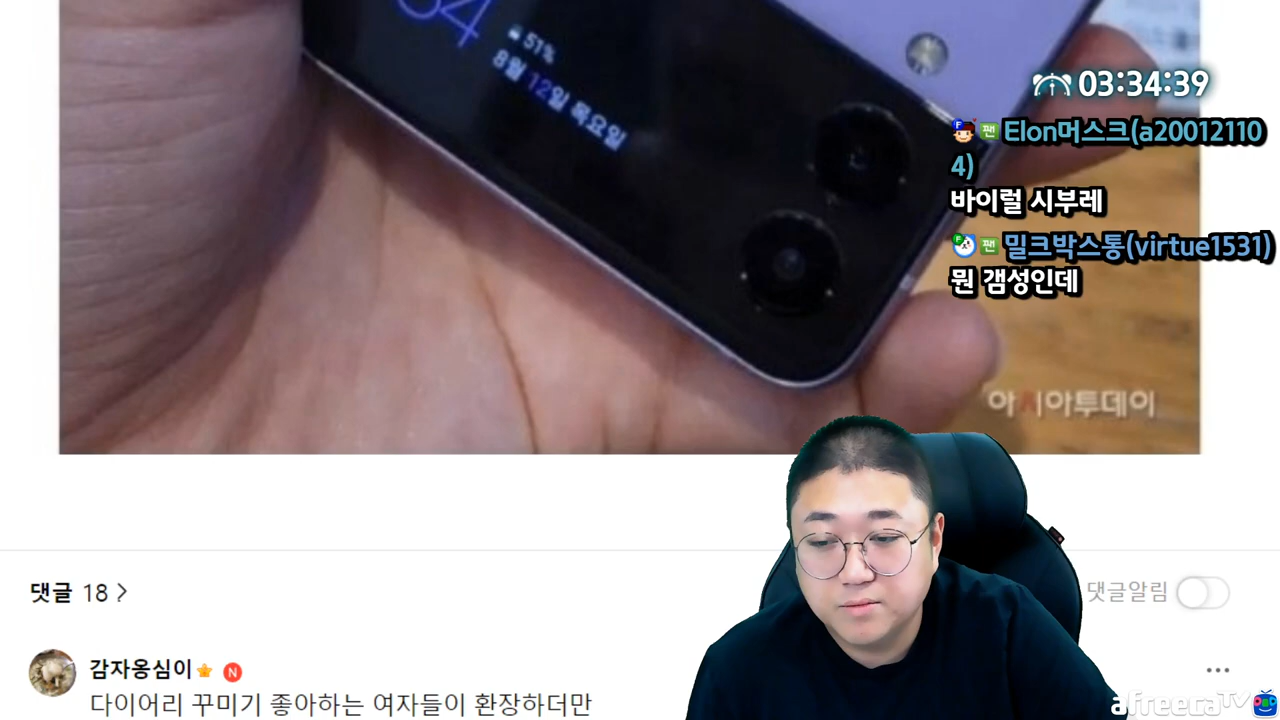 51%
8월 12일 목요일
03:34:39
팬 Elon머스크(a20012110
4)
바이럴 시부레
팬 밀크박스통(virtue1531)
뭔 갬성인데
아시아투데이
댓글 18 >
댓글알림
감자옹심이 N
다이어리 꾸미기 좋아하는 여자들이 환장하더만
afreecaTV